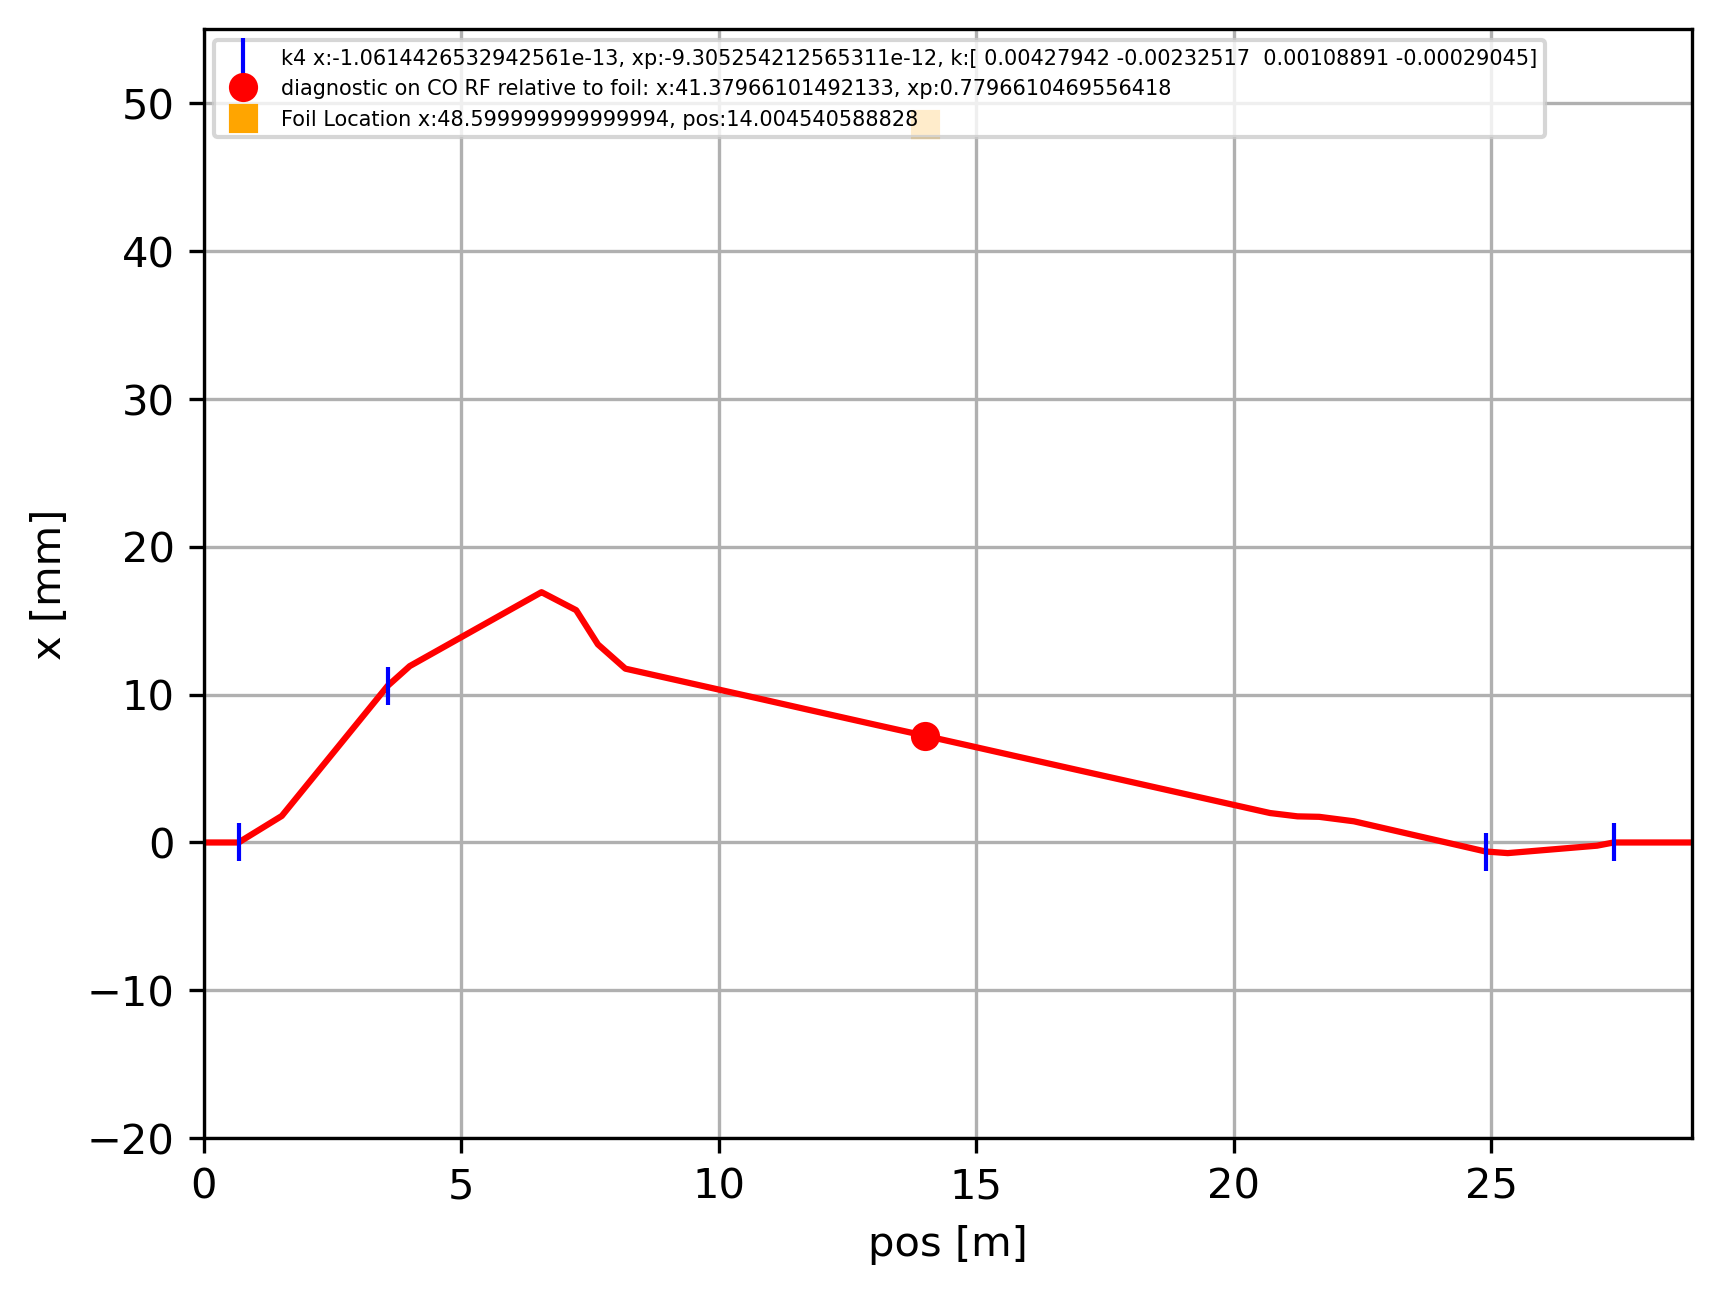 k4 x:-1.0614426532942561e-13, xp:-9.305254212565311e-12, k:[ 0.00427942 -0.00232517  0.00108891 -0.00029045]
diagnostic on CO RF relative to foil: x:41.37966101492133, xp:0.7796610469556418
Foil Location x:48.599999999999994, pos:14.004540588828
50
40
30
20
10
0
−10
−20
x [mm]
0 5 10 15 20 25
pos [m]